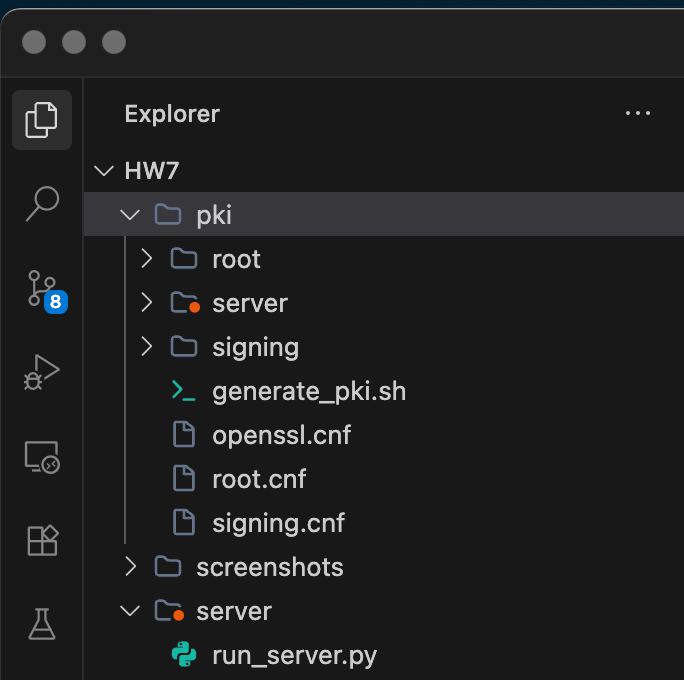 Explorer
HW7
pki
root
server
8
signing
generate_pki.sh
openssl.cnf
root.cnf
signing.cnf
screenshots
server
run_server.py